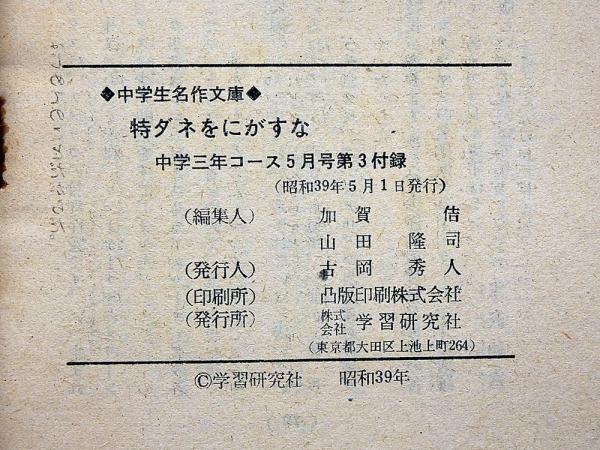 ◆中学生名作文庫◆
特ダネをにがすな
中学三年コース5月号第3付録
(昭和39年5月1日発行)
(編集人) 加賀 佶
山田 隆司
(発行人) 古岡 秀人
(印刷所) 凸版印刷株式会社
(発行所) 株式会社 学習研究社
(東京都大田区上池上町264)
©学習研究社 昭和39年